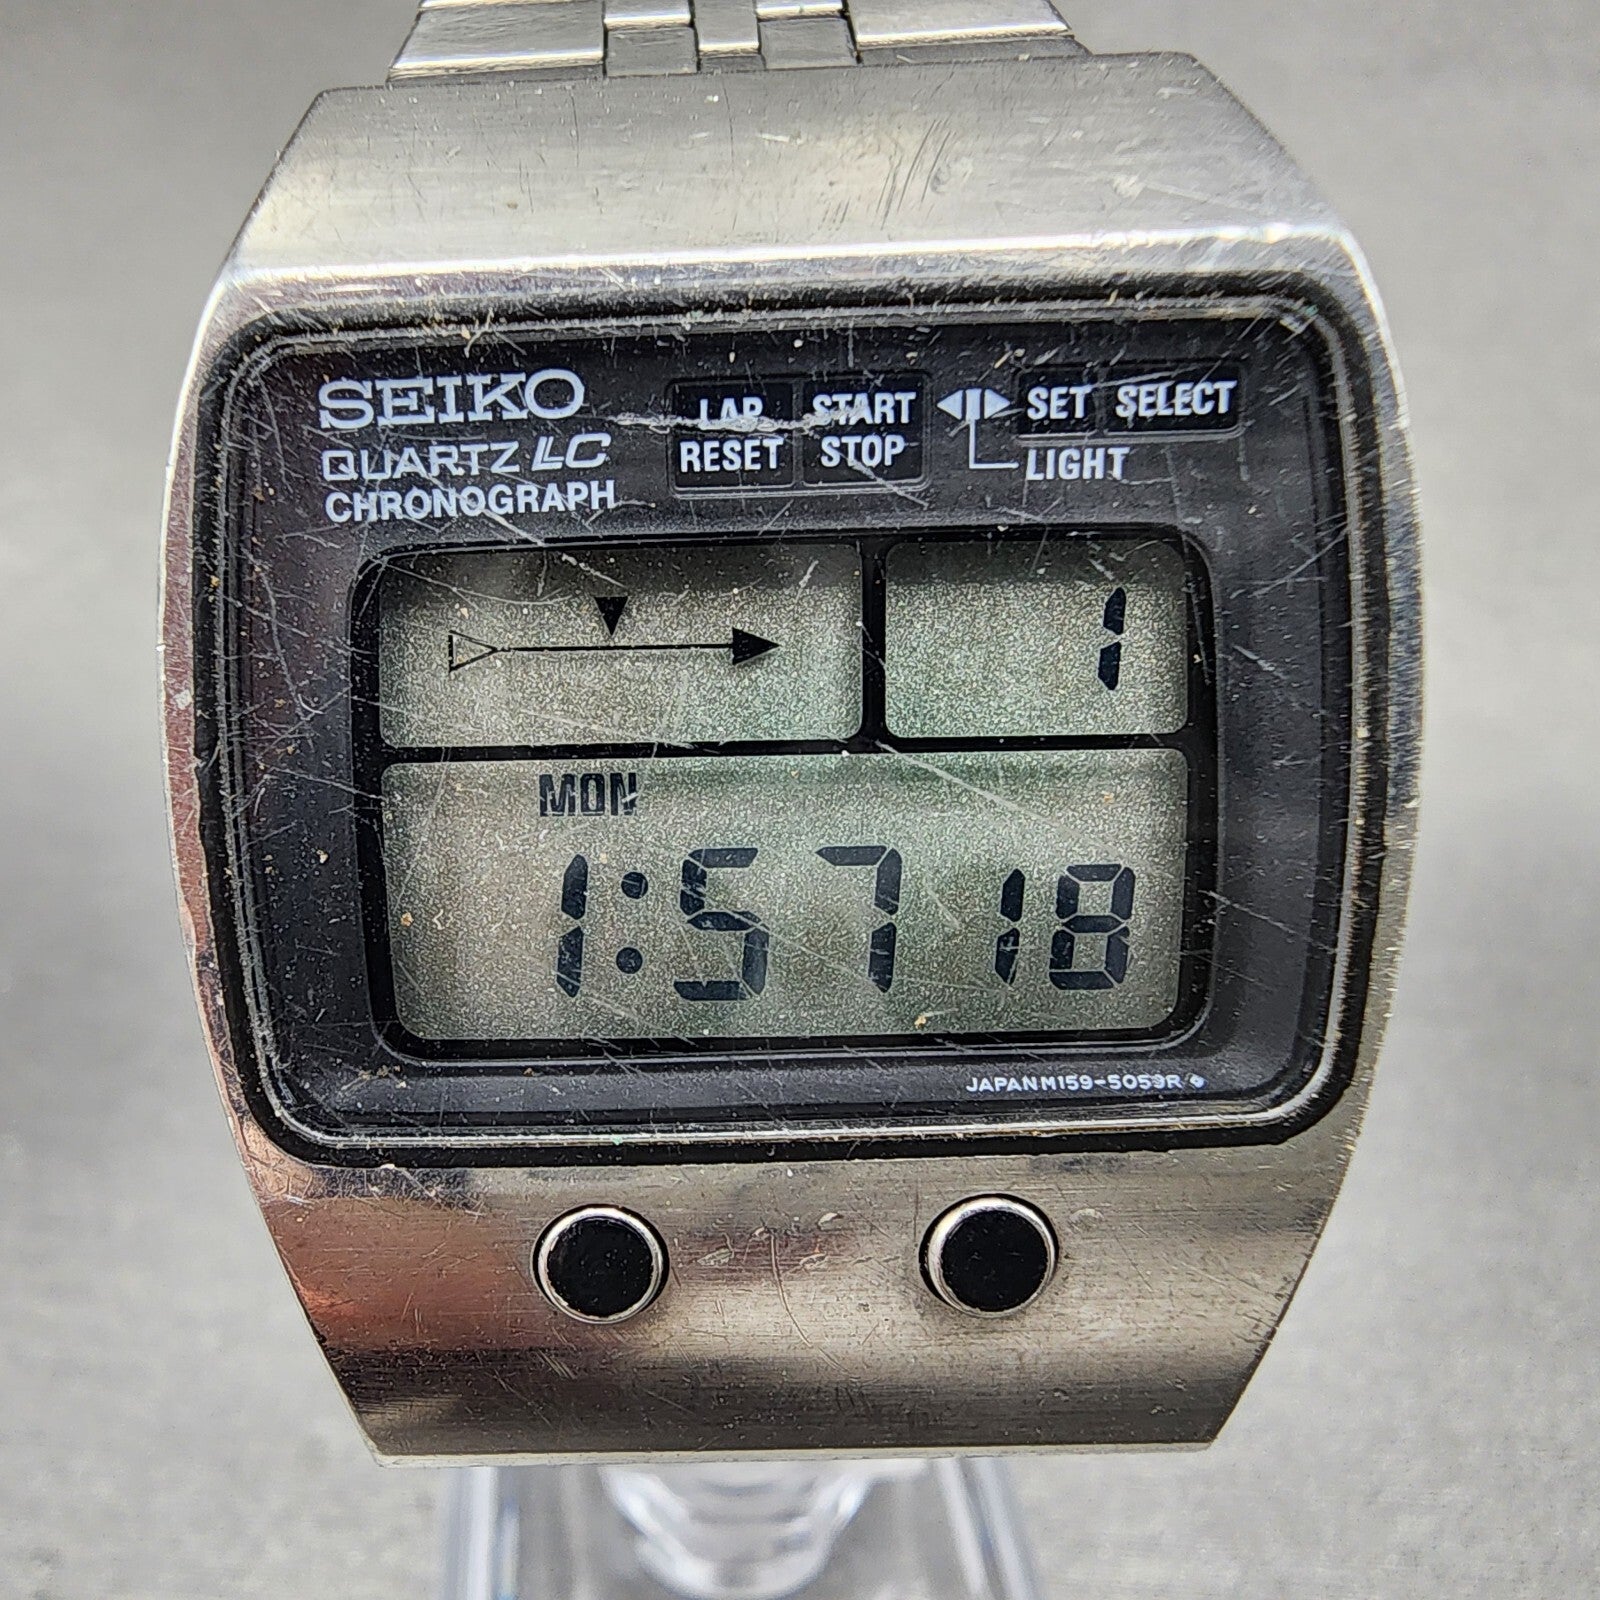 SEIKO
QUARTZ LC
CHRONOGRAPH
LAP START SET SELECT
RESET STOP LIGHT
1
MON
1:57 18
JAPAN M159-5059R